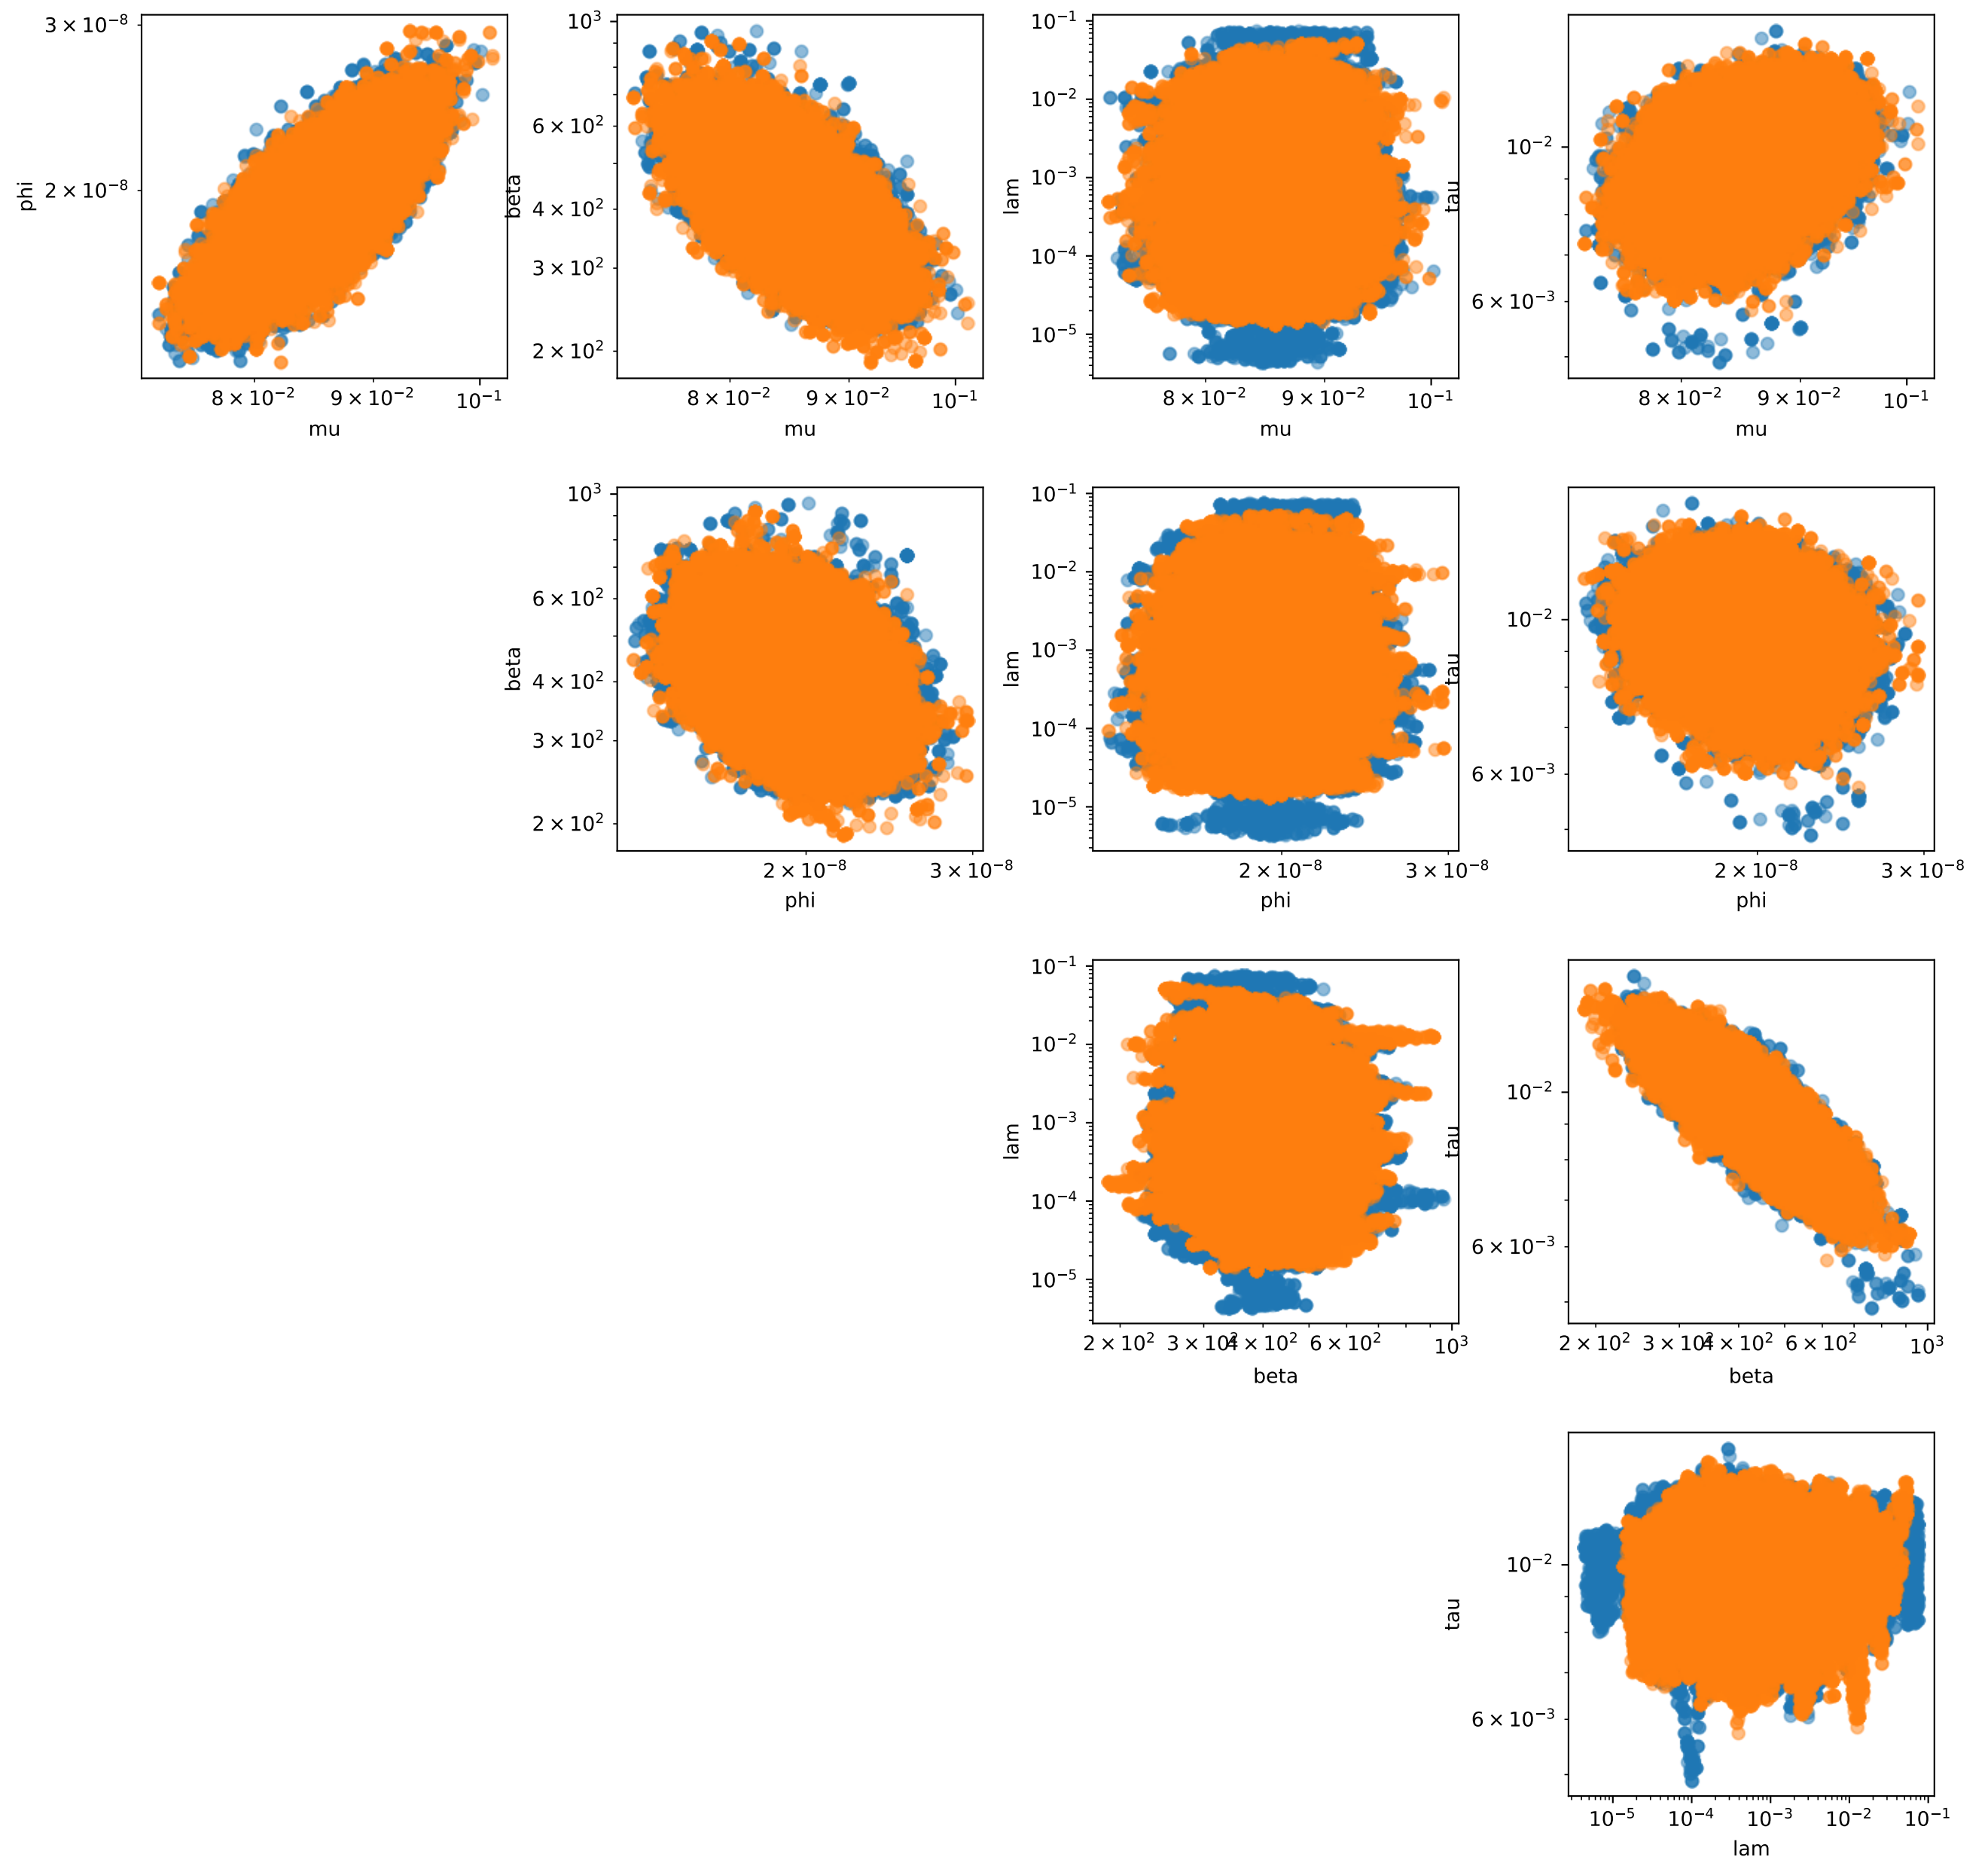 3 × 10⁻⁸
2 × 10⁻⁸
phi
8 × 10⁻² 9 × 10⁻² 10⁻¹
mu
10³
6 × 10²
4 × 10²
3 × 10²
2 × 10²
beta
8 × 10⁻² 9 × 10⁻² 10⁻¹
mu
10⁻¹
10⁻²
10⁻³
10⁻⁴
10⁻⁵
lam
8 × 10⁻² 9 × 10⁻² 10⁻¹
mu
10⁻²
6 × 10⁻³
tau
8 × 10⁻² 9 × 10⁻² 10⁻¹
mu
10³
6 × 10²
4 × 10²
3 × 10²
2 × 10²
beta
2 × 10⁻⁸ 3 × 10⁻⁸
phi
10⁻¹
10⁻²
10⁻³
10⁻⁴
10⁻⁵
lam
2 × 10⁻⁸ 3 × 10⁻⁸
phi
10⁻²
6 × 10⁻³
tau
2 × 10⁻⁸ 3 × 10⁻⁸
phi
10⁻¹
10⁻²
10⁻³
10⁻⁴
10⁻⁵
lam
2 × 10² 3 × 10² 4 × 10² 6 × 10² 10³
beta
10⁻²
6 × 10⁻³
tau
2 × 10² 3 × 10² 4 × 10² 6 × 10² 10³
beta
10⁻²
6 × 10⁻³
tau
10⁻⁵ 10⁻⁴ 10⁻³ 10⁻² 10⁻¹
lam